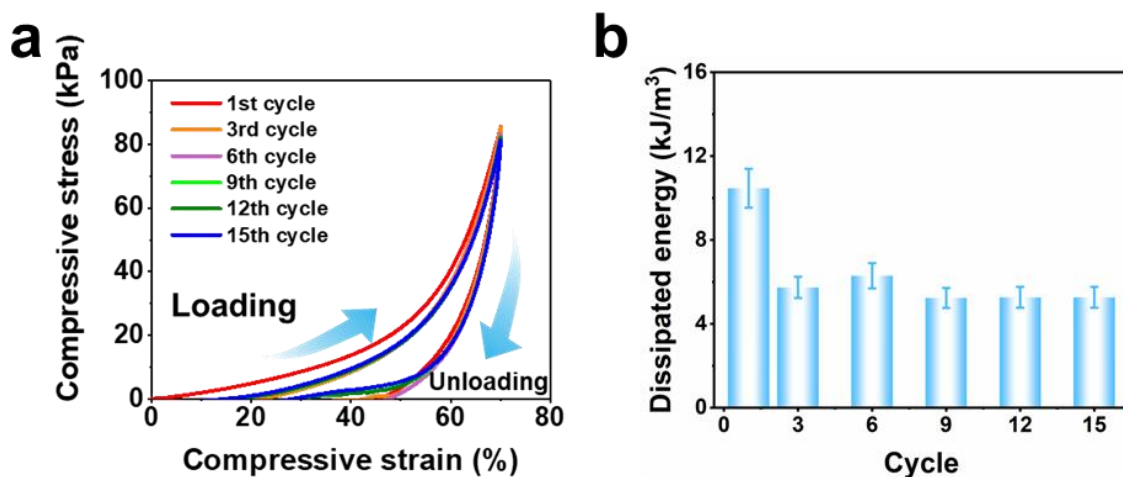 a
Compressive stress (kPa)
100
80
60
40
20
0
1st cycle
3rd cycle
6th cycle
9th cycle
12th cycle
15th cycle
Loading
Unloading
0 20 40 60 80
Compressive strain (%)
b
Dissipated energy (kJ/m³)
16
12
8
4
0
0 3 6 9 12 15
Cycle